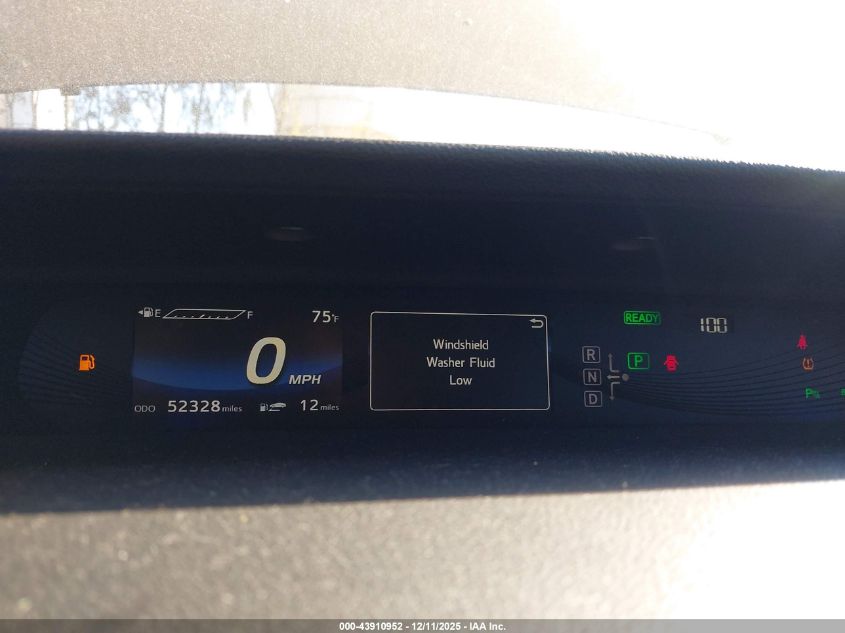 E F 75°F
0 MPH
ODO 52328 miles 12 miles
Windshield
Washer Fluid
Low
READY
100
R
P
N
D
P
000-43910952 - 12/11/2025 - IAA Inc.